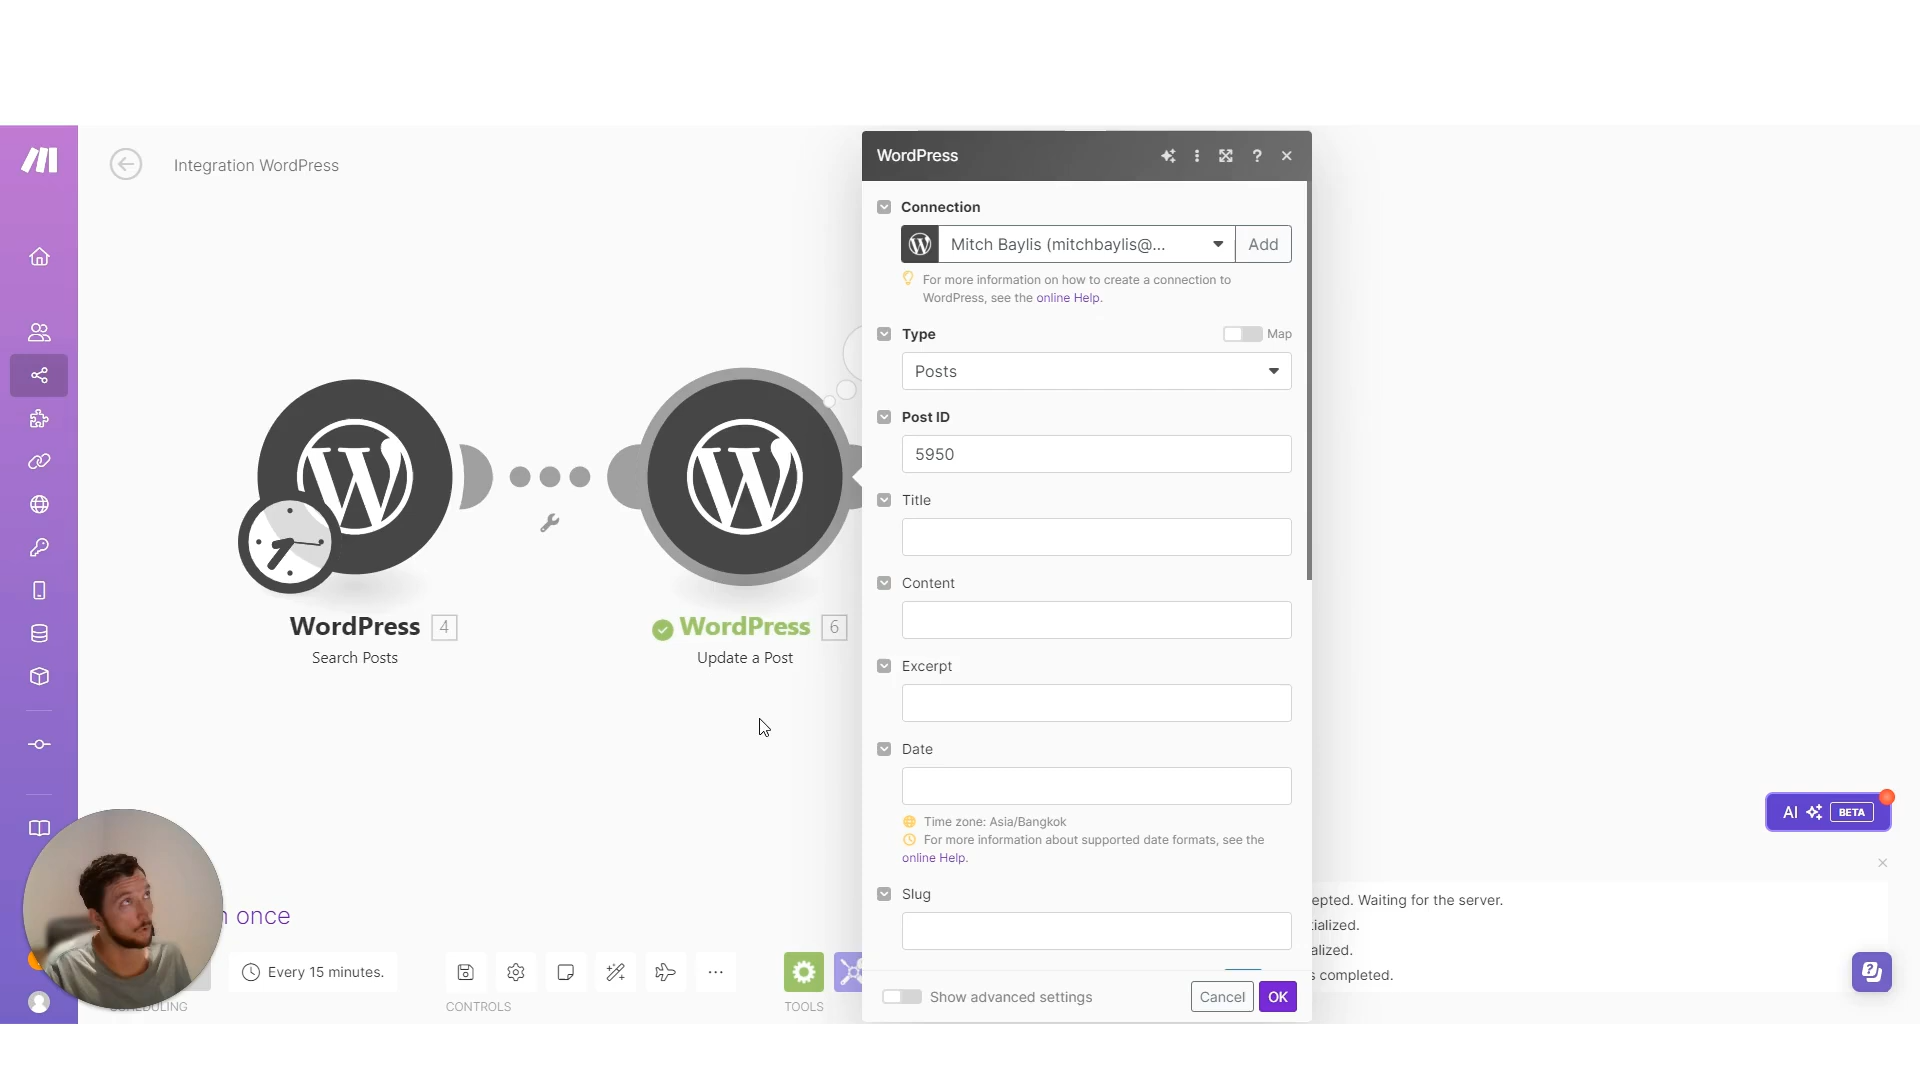 Integration WordPress
WordPress
Connection
Mitch Baylis (mitchbaylis@...
Add
For more information on how to create a connection to
WordPress, see the online Help.
Type
Map
Posts
Post ID
5950
Title
Content
Excerpt
Date
Time zone: Asia/Bangkok
For more information about supported date formats, see the
online Help.
Slug
Show advanced settings
Cancel
OK
WordPress 4
Search Posts
WordPress 6
Update a Post
once
Every 15 minutes.
CONTROLS
TOOLS
AI BETA
epted. Waiting for the server.
ialized.
alized.
s completed.